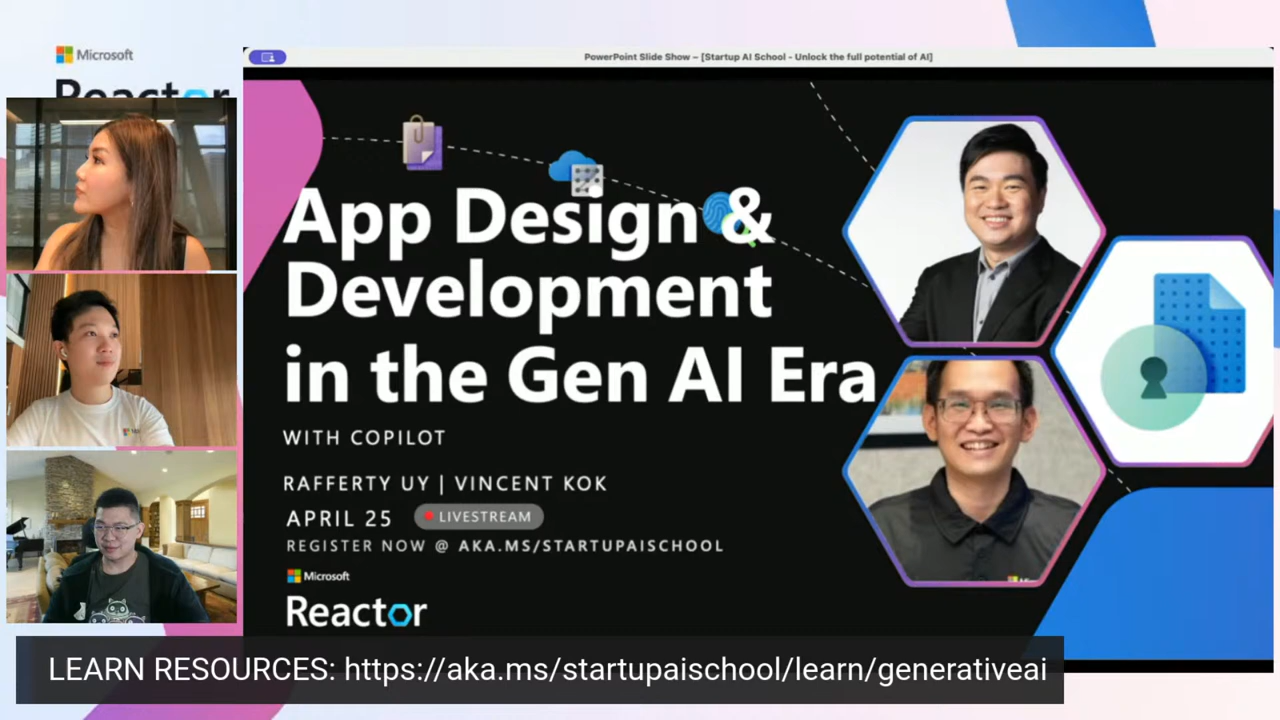 Microsoft
Reactor
PowerPoint Slide Show – [Startup AI School - Unlock the full potential of AI]
App Design &
Development
in the Gen AI Era
WITH COPILOT
RAFFERTY UY | VINCENT KOK
APRIL 25 LIVESTREAM
REGISTER NOW @ AKA.MS/STARTUPAISCHOOL
Microsoft
Reactor
LEARN RESOURCES: https://aka.ms/startupaischool/learn/generativeai